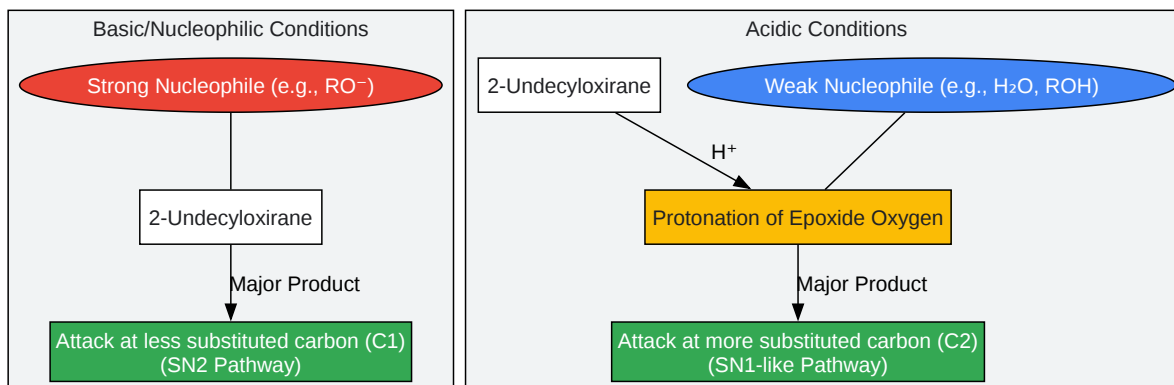 Basic/Nucleophilic Conditions
Strong Nucleophile (e.g., RO⁻)
2-Undecyloxirane
Major Product
Attack at less substituted carbon (C1)
(SN2 Pathway)
Acidic Conditions
2-Undecyloxirane
Weak Nucleophile (e.g., H₂O, ROH)
H⁺
Protonation of Epoxide Oxygen
Major Product
Attack at more substituted carbon (C2)
(SN1-like Pathway)